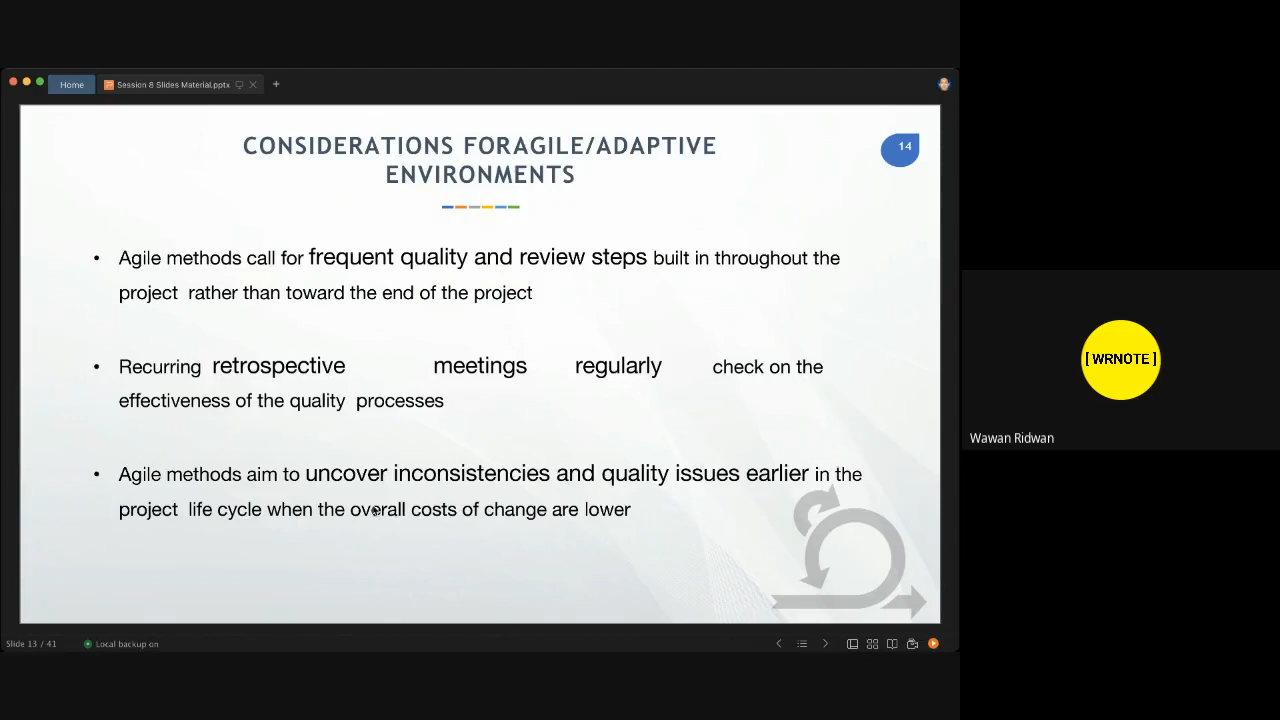 Home
Session 8 Slides Material.pptx
CONSIDERATIONS FORAGILE/ADAPTIVE
ENVIRONMENTS
14
• Agile methods call for frequent quality and review steps built in throughout the
project rather than toward the end of the project
• Recurring retrospective meetings regularly check on the
effectiveness of the quality processes
• Agile methods aim to uncover inconsistencies and quality issues earlier in the
project life cycle when the overall costs of change are lower
Slide 13 / 41
Local backup on
[WRNOTE]
Wawan Ridwan